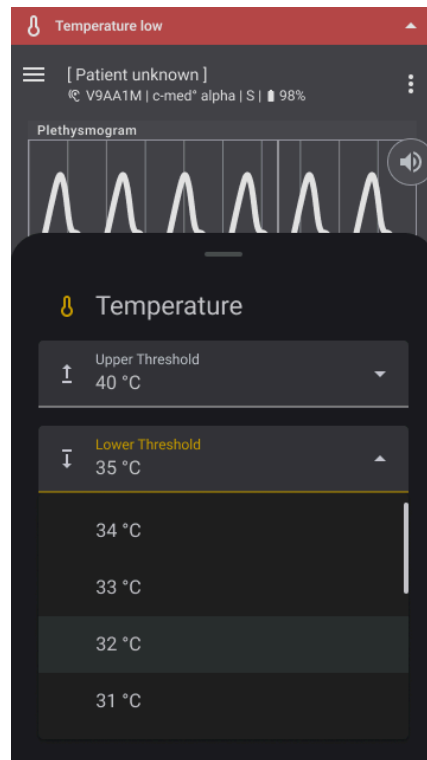 Temperature low
[ Patient unknown ]
V9AA1M | c-med° alpha | S | 98%
Plethysmogram
Temperature
Upper Threshold
40 °C
Lower Threshold
35 °C
34 °C
33 °C
32 °C
31 °C